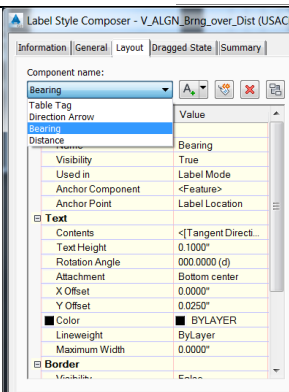 Label Style Composer - V_ALGN_Brng_over_Dist (USAC
Information General Layout Dragged State Summary
Component name:
Bearing
Table Tag
Direction Arrow
Bearing
Distance
Value
Name Bearing
Visibility True
Used in Label Mode
Anchor Component <Feature>
Anchor Point Label Location
Text
Contents <[Tangent Directi...
Text Height 0.1000"
Rotation Angle 000.0000 (d)
Attachment Bottom center
X Offset 0.0000"
Y Offset 0.0250"
Color BYLAYER
Lineweight ByLayer
Maximum Width 0.0000"
Border
Visibility False